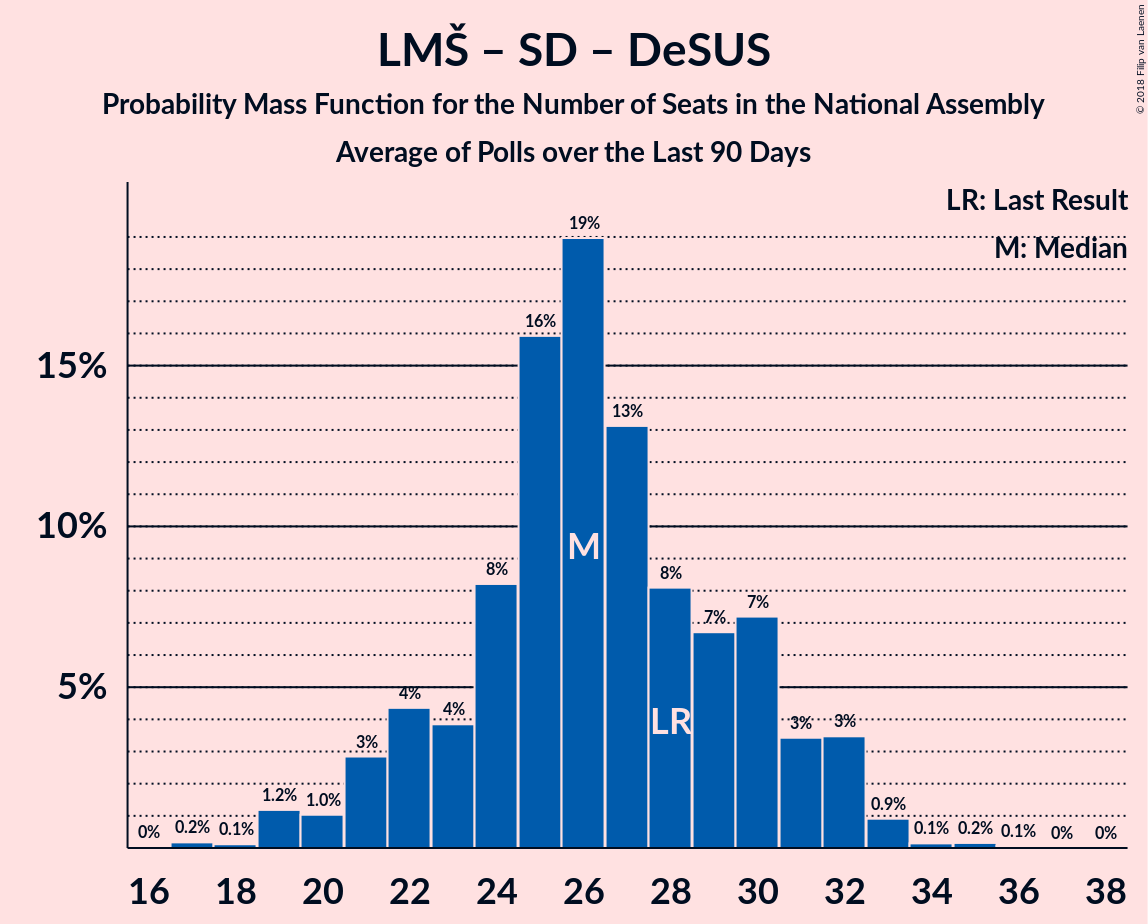 LMŠ – SD – DeSUS
Probability Mass Function for the Number of Seats in the National Assembly
Average of Polls over the Last 90 Days
© 2018 Filip van Laenen
LR: Last Result
M: Median
15%
10%
5%
0%
0.2%
0.1%
1.2%
1.0%
3%
4%
4%
8%
16%
19%
13%
8%
7%
7%
3%
3%
0.9%
0.1%
0.2%
0.1%
0%
0%
M
LR
16 18 20 22 24 26 28 30 32 34 36 38